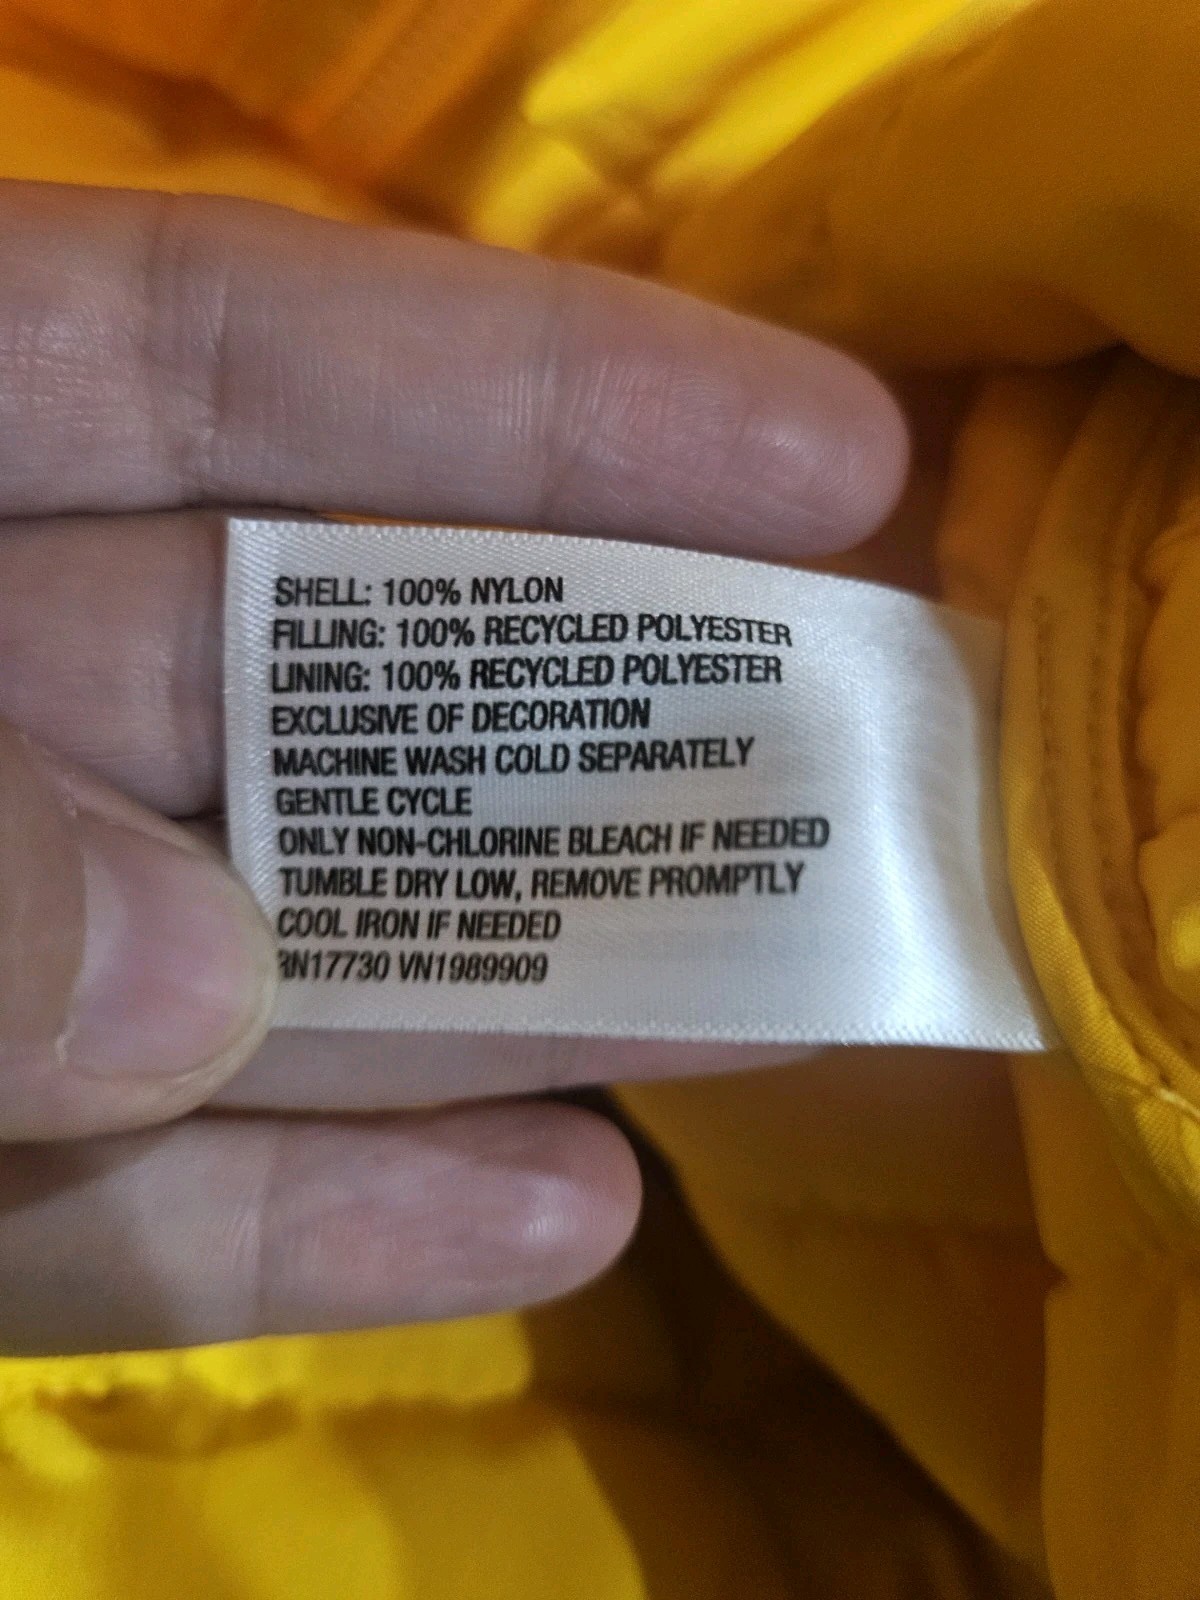 SHELL: 100% NYLON
FILLING: 100% RECYCLED POLYESTER
LINING: 100% RECYCLED POLYESTER
EXCLUSIVE OF DECORATION
MACHINE WASH COLD SEPARATELY
GENTLE CYCLE
ONLY NON-CHLORINE BLEACH IF NEEDED
TUMBLE DRY LOW, REMOVE PROMPTLY
COOL IRON IF NEEDED
RN17730 VN1989909